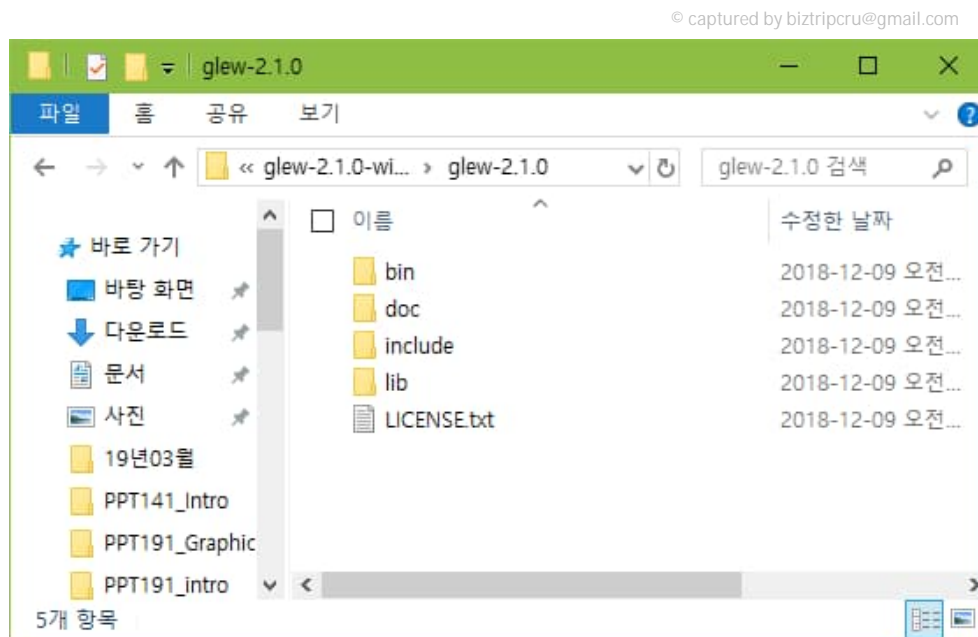 © captured by biztripcru@gmail.com
glew-2.1.0
파일 홈 공유 보기
« glew-2.1.0-wi... › glew-2.1.0 glew-2.1.0 검색
이름 수정한 날짜
바로 가기
바탕 화면
다운로드
문서
사진
19년03월
PPT141_Intro
PPT191_Graphic
PPT191_intro
bin 2018-12-09 오전...
doc 2018-12-09 오전...
include 2018-12-09 오전...
lib 2018-12-09 오전...
LICENSE.txt 2018-12-09 오전...
5개 항목